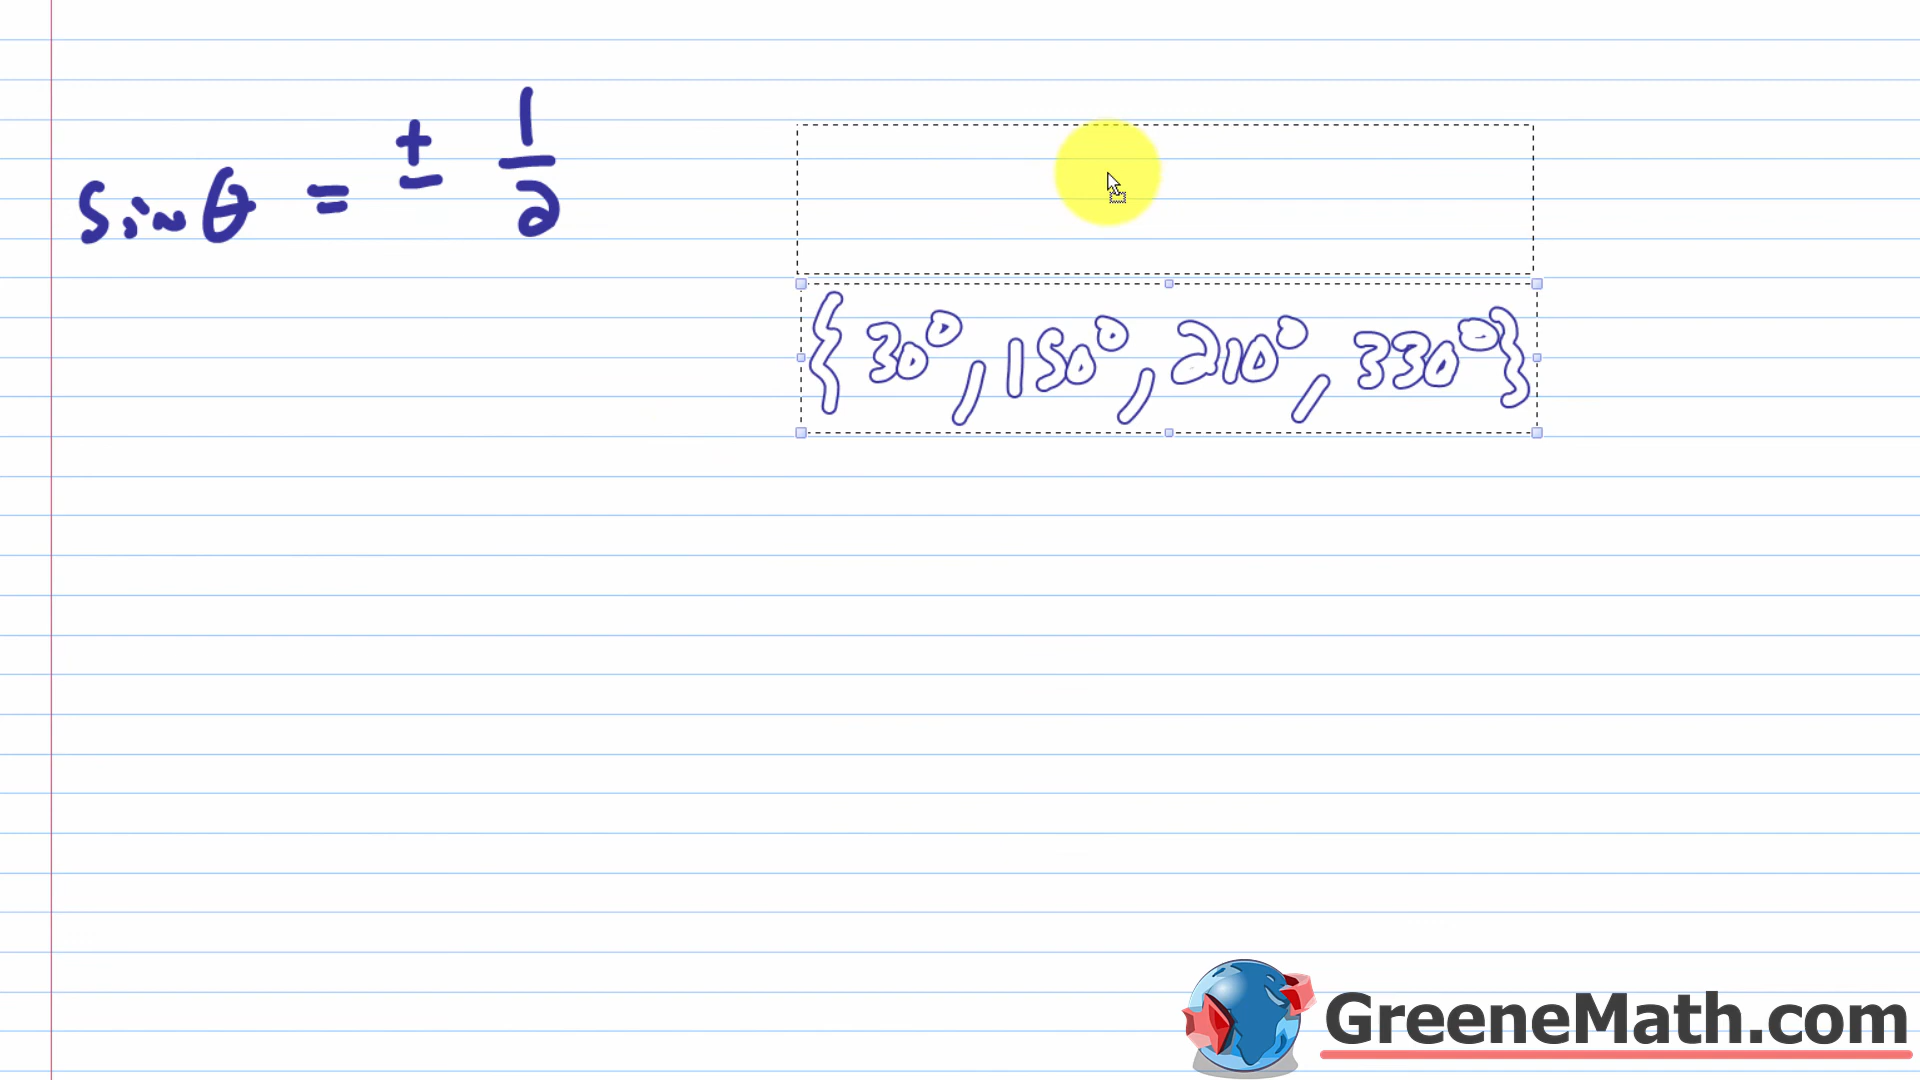 sin θ = ± 1/2
{30°, 150°, 210°, 330°}
GreeneMath.com